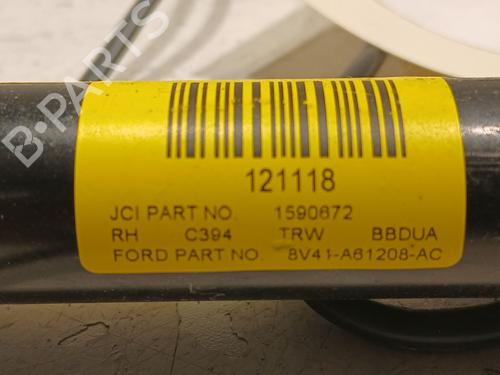 B-PARTS
121118
JCI PART NO. 1590672
RH C394 TRW BBDUA
FORD PART NO. 8V41-A61208-AC